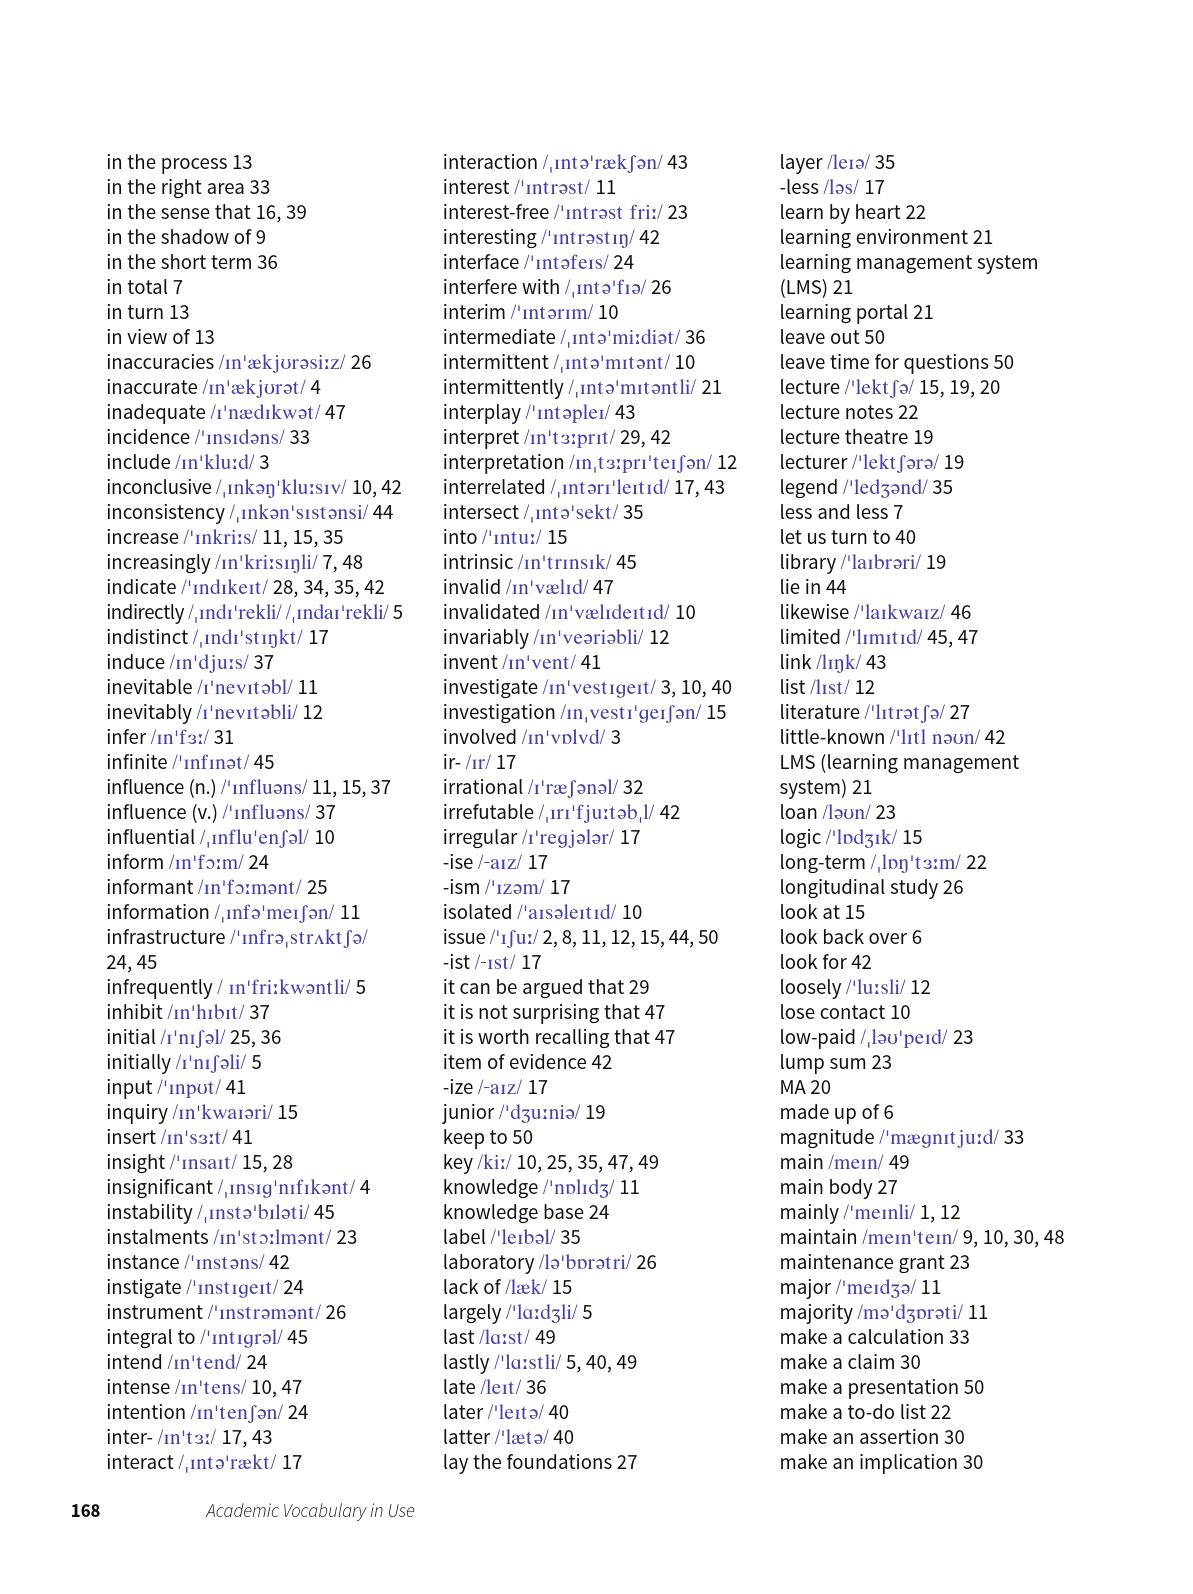 in the process 13
in the right area 33
in the sense that 16, 39
in the shadow of 9
in the short term 36
in total 7
in turn 13
in view of 13
inaccuracies /ɪnˈækjʊrəsiːz/ 26
inaccurate /ɪnˈækjʊrət/ 4
inadequate /ɪˈnædɪkwət/ 47
incidence /ˈɪnsɪdəns/ 33
include /ɪnˈkluːd/ 3
inconclusive /ˌɪnkəŋˈkluːsɪv/ 10, 42
inconsistency /ˌɪnkənˈsɪstənsi/ 44
increase /ˈɪnkriːs/ 11, 15, 35
increasingly /ɪnˈkriːsɪŋli/ 7, 48
indicate /ˈɪndɪkeɪt/ 28, 34, 35, 42
indirectly /ˌɪndɪˈrekli/ /ˌɪndaɪˈrekli/ 5
indistinct /ˌɪndɪˈstɪŋkt/ 17
induce /ɪnˈdjuːs/ 37
inevitable /ɪˈnevɪtəbl/ 11
inevitably /ɪˈnevɪtəbli/ 12
infer /ɪnˈfɜː/ 31
infinite /ˈɪnfɪnət/ 45
influence (n.) /ˈɪnfluəns/ 11, 15, 37
influence (v.) /ˈɪnfluəns/ 37
influential /ˌɪnfluˈenʃəl/ 10
inform /ɪnˈfɔːm/ 24
informant /ɪnˈfɔːmənt/ 25
information /ˌɪnfəˈmeɪʃən/ 11
infrastructure /ˈɪnfrəˌstrʌktʃə/
24, 45
infrequently / ɪnˈfriːkwəntli/ 5
inhibit /ɪnˈhɪbɪt/ 37
initial /ɪˈnɪʃəl/ 25, 36
initially /ɪˈnɪʃəli/ 5
input /ˈɪnpʊt/ 41
inquiry /ɪnˈkwaɪəri/ 15
insert /ɪnˈsɜːt/ 41
insight /ˈɪnsaɪt/ 15, 28
insignificant /ˌɪnsɪɡˈnɪfɪkənt/ 4
instability /ˌɪnstəˈbɪləti/ 45
instalments /ɪnˈstɔːlmənt/ 23
instance /ˈɪnstəns/ 42
instigate /ˈɪnstɪɡeɪt/ 24
instrument /ˈɪnstrəmənt/ 26
integral to /ˈɪntɪɡrəl/ 45
intend /ɪnˈtend/ 24
intense /ɪnˈtens/ 10, 47
intention /ɪnˈtenʃən/ 24
inter- /ɪnˈtɜː/ 17, 43
interact /ˌɪntəˈrækt/ 17
interaction /ˌɪntəˈrækʃən/ 43
interest /ˈɪntrəst/ 11
interest-free /ˈɪntrəst friː/ 23
interesting /ˈɪntrəstɪŋ/ 42
interface /ˈɪntəfeɪs/ 24
interfere with /ˌɪntəˈfɪə/ 26
interim /ˈɪntərɪm/ 10
intermediate /ˌɪntəˈmiːdiət/ 36
intermittent /ˌɪntəˈmɪtənt/ 10
intermittently /ˌɪntəˈmɪtəntli/ 21
interplay /ˈɪntəpleɪ/ 43
interpret /ɪnˈtɜːprɪt/ 29, 42
interpretation /ɪnˌtɜːprɪˈteɪʃən/ 12
interrelated /ˌɪntərɪˈleɪtɪd/ 17, 43
intersect /ˌɪntəˈsekt/ 35
into /ˈɪntuː/ 15
intrinsic /ɪnˈtrɪnsɪk/ 45
invalid /ɪnˈvælɪd/ 47
invalidated /ɪnˈvælɪdeɪtɪd/ 10
invariably /ɪnˈveəriəbli/ 12
invent /ɪnˈvent/ 41
investigate /ɪnˈvestɪɡeɪt/ 3, 10, 40
investigation /ɪnˌvestɪˈɡeɪʃən/ 15
involved /ɪnˈvɒlvd/ 3
ir- /ɪr/ 17
irrational /ɪˈræʃənəl/ 32
irrefutable /ˌɪrɪˈfjuːtəbˌl/ 42
irregular /ɪˈreɡjələr/ 17
-ise /-aɪz/ 17
-ism /ˈɪzəm/ 17
isolated /ˈaɪsəleɪtɪd/ 10
issue /ˈɪʃuː/ 2, 8, 11, 12, 15, 44, 50
-ist /-ɪst/ 17
it can be argued that 29
it is not surprising that 47
it is worth recalling that 47
item of evidence 42
-ize /-aɪz/ 17
junior /ˈdʒuːniə/ 19
keep to 50
key /kiː/ 10, 25, 35, 47, 49
knowledge /ˈnɒlɪdʒ/ 11
knowledge base 24
label /ˈleɪbəl/ 35
laboratory /ləˈbɒrətri/ 26
lack of /læk/ 15
largely /ˈlɑːdʒli/ 5
last /lɑːst/ 49
lastly /ˈlɑːstli/ 5, 40, 49
late /leɪt/ 36
later /ˈleɪtə/ 40
latter /ˈlætə/ 40
lay the foundations 27
layer /leɪə/ 35
-less /ləs/ 17
learn by heart 22
learning environment 21
learning management system
(LMS) 21
learning portal 21
leave out 50
leave time for questions 50
lecture /ˈlektʃə/ 15, 19, 20
lecture notes 22
lecture theatre 19
lecturer /ˈlektʃərə/ 19
legend /ˈledʒənd/ 35
less and less 7
let us turn to 40
library /ˈlaɪbrəri/ 19
lie in 44
likewise /ˈlaɪkwaɪz/ 46
limited /ˈlɪmɪtɪd/ 45, 47
link /lɪŋk/ 43
list /lɪst/ 12
literature /ˈlɪtrətʃə/ 27
little-known /ˈlɪtl nəʊn/ 42
LMS (learning management
system) 21
loan /ləʊn/ 23
logic /ˈlɒdʒɪk/ 15
long-term /ˌlɒŋˈtɜːm/ 22
longitudinal study 26
look at 15
look back over 6
look for 42
loosely /ˈluːsli/ 12
lose contact 10
low-paid /ˌləʊˈpeɪd/ 23
lump sum 23
MA 20
made up of 6
magnitude /ˈmæɡnɪtjuːd/ 33
main /meɪn/ 49
main body 27
mainly /ˈmeɪnli/ 1, 12
maintain /meɪnˈteɪn/ 9, 10, 30, 48
maintenance grant 23
major /ˈmeɪdʒə/ 11
majority /məˈdʒɒrəti/ 11
make a calculation 33
make a claim 30
make a presentation 50
make a to-do list 22
make an assertion 30
make an implication 30
168 Academic Vocabulary in Use